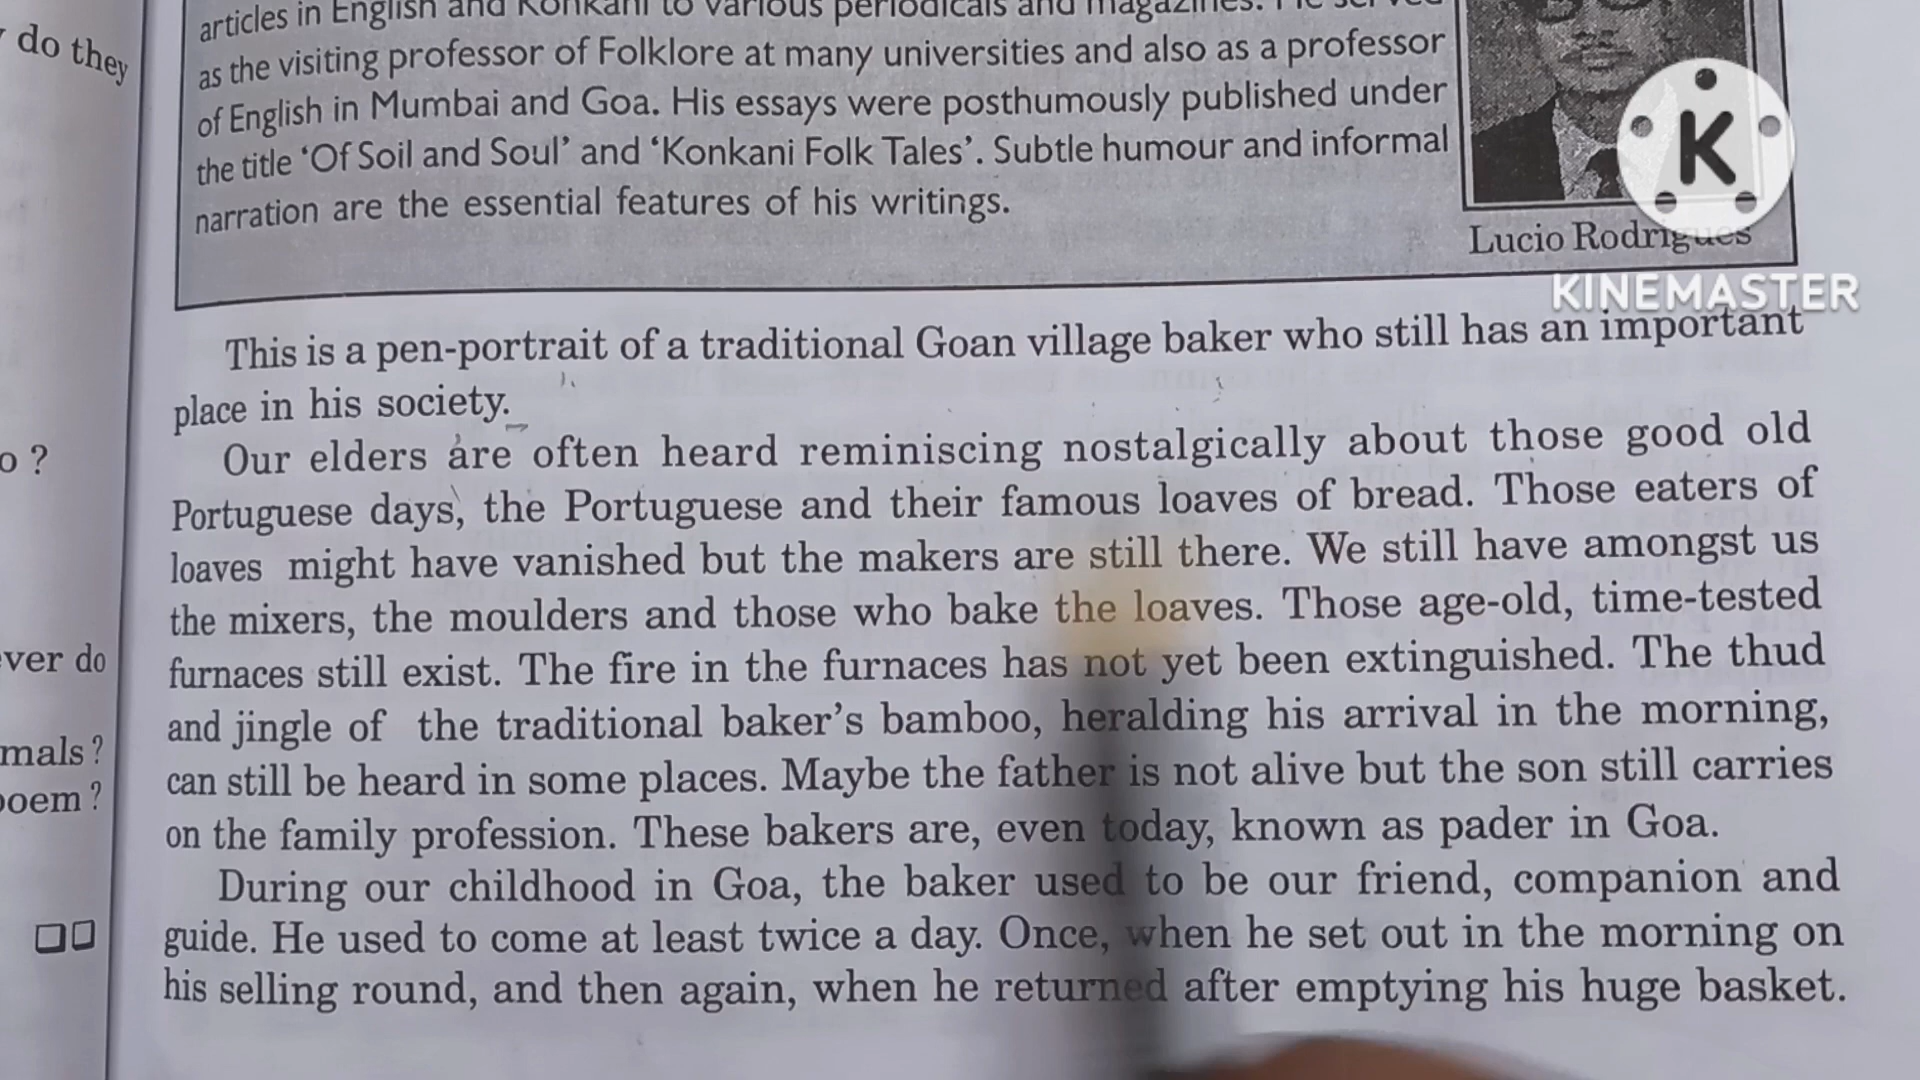 do they
o ?
ver do
mals ?
oem ?
articles in English and Konkani to various periodicals and magazines. He served
as the visiting professor of Folklore at many universities and also as a professor
of English in Mumbai and Goa. His essays were posthumously published under
the title ‘Of Soil and Soul’ and ‘Konkani Folk Tales’. Subtle humour and informal
narration are the essential features of his writings.
K
Lucio Rodrigues
KINEMASTER
This is a pen-portrait of a traditional Goan village baker who still has an important
place in his society.
Our elders are often heard reminiscing nostalgically about those good old
Portuguese days, the Portuguese and their famous loaves of bread. Those eaters of
loaves might have vanished but the makers are still there. We still have amongst us
the mixers, the moulders and those who bake the loaves. Those age-old, time-tested
furnaces still exist. The fire in the furnaces has not yet been extinguished. The thud
and jingle of the traditional baker’s bamboo, heralding his arrival in the morning,
can still be heard in some places. Maybe the father is not alive but the son still carries
on the family profession. These bakers are, even today, known as pader in Goa.
During our childhood in Goa, the baker used to be our friend, companion and
guide. He used to come at least twice a day. Once, when he set out in the morning on
his selling round, and then again, when he returned after emptying his huge basket.